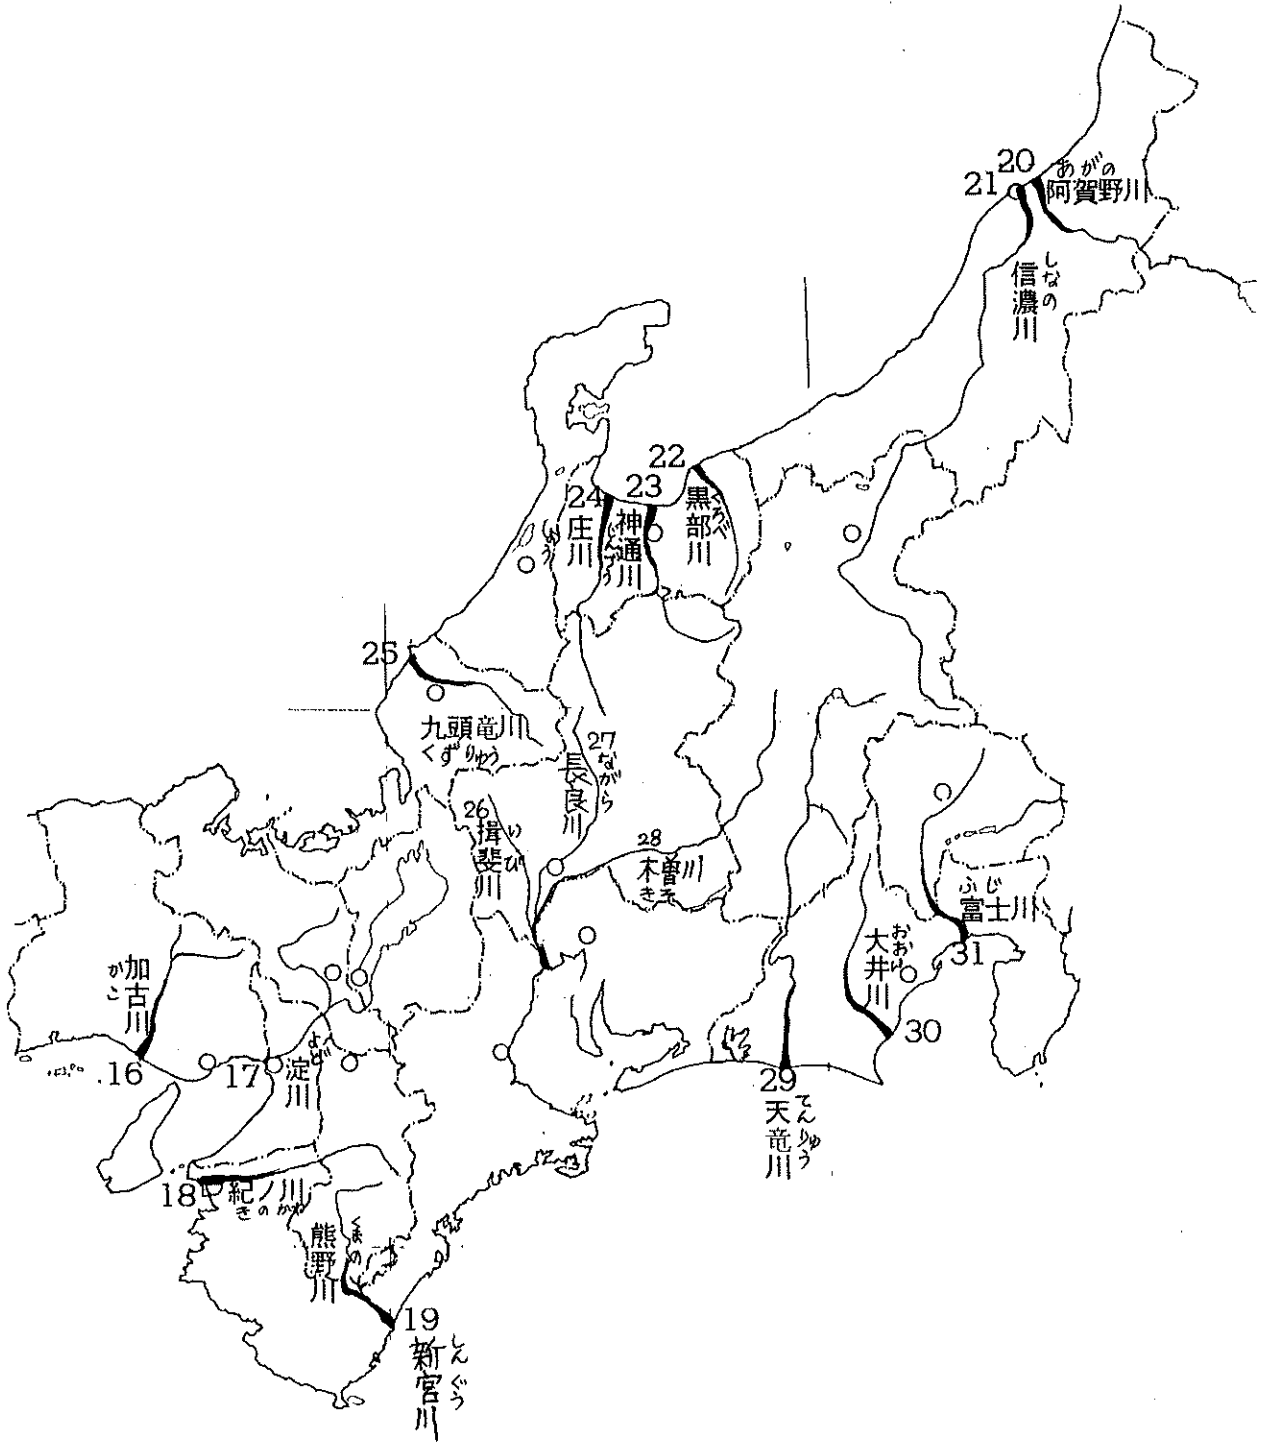 20
21
阿賀野川
あがの
信濃川
しなの
22
黒部川
くろべ
23
神通川
じんつう
24
庄川
しょう
25
九頭竜川
くずりゅう
26
揖斐川
いび
27
長良川
ながら
28
木曽川
きそ
富士川
ふじ
31
大井川
おおい
30
29
天竜川
てんりゅう
加古川
かこ
16
17
淀川
よど
18
紀ノ川
きのかわ
熊野川
くまの
19
新宮川
しんぐう